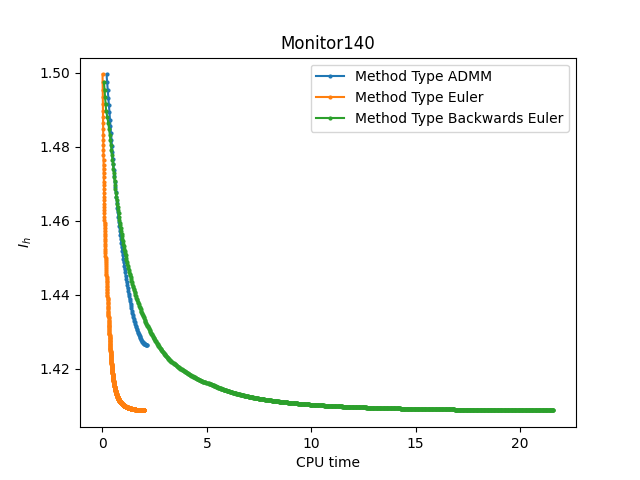 Monitor140
1.50
1.48
1.46
1.44
1.42
I_h
0
5
10
15
20
CPU time
Method Type ADMM
Method Type Euler
Method Type Backwards Euler